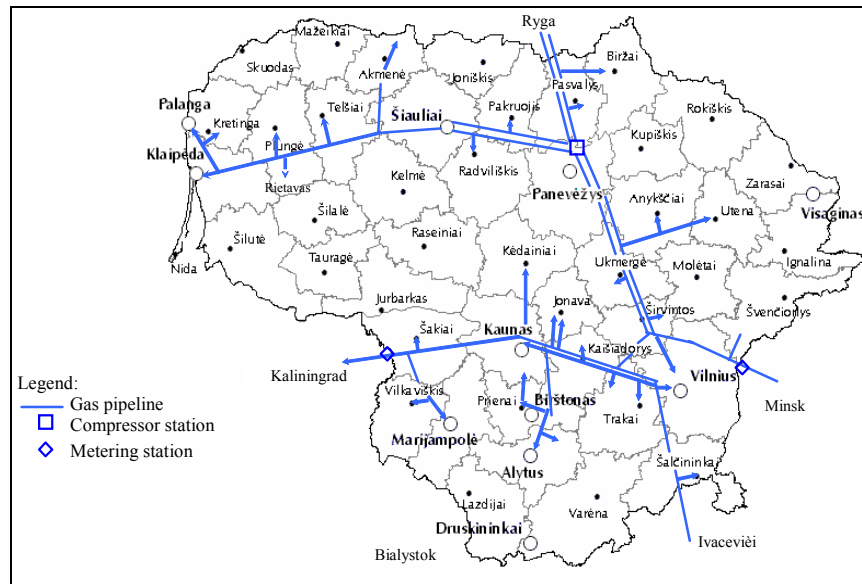 Ryga
Mažeikiai
Skuodas
Akmenė
Joniškis
Biržai
Pasvalys
Palanga
Kretinga
Telšiai
Šiauliai
Pakruojis
Rokiškis
Plungė
Klaipėda
Kupiškis
Radviliškis
Rietavas
Kelmė
Panevėžys
Zarasai
Anykščiai
Utena
Visaginas
Šilalė
Šilutė
Raseiniai
Kėdainiai
Nida
Tauragė
Ukmergė
Molėtai
Ignalina
Jurbarkas
Jonava
Širvintos
Švenčionys
Šakiai
Kaunas
Kaišiadorys
Kaliningrad
Vilnius
Legend:
Gas pipeline
Compressor station
Metering station
Vilkaviškis
Prienai
Birštonas
Minsk
Trakai
Marijampolė
Alytus
Šalčininka
Lazdijai
Varėna
Druskininkai
Bialystok
Ivacevièi